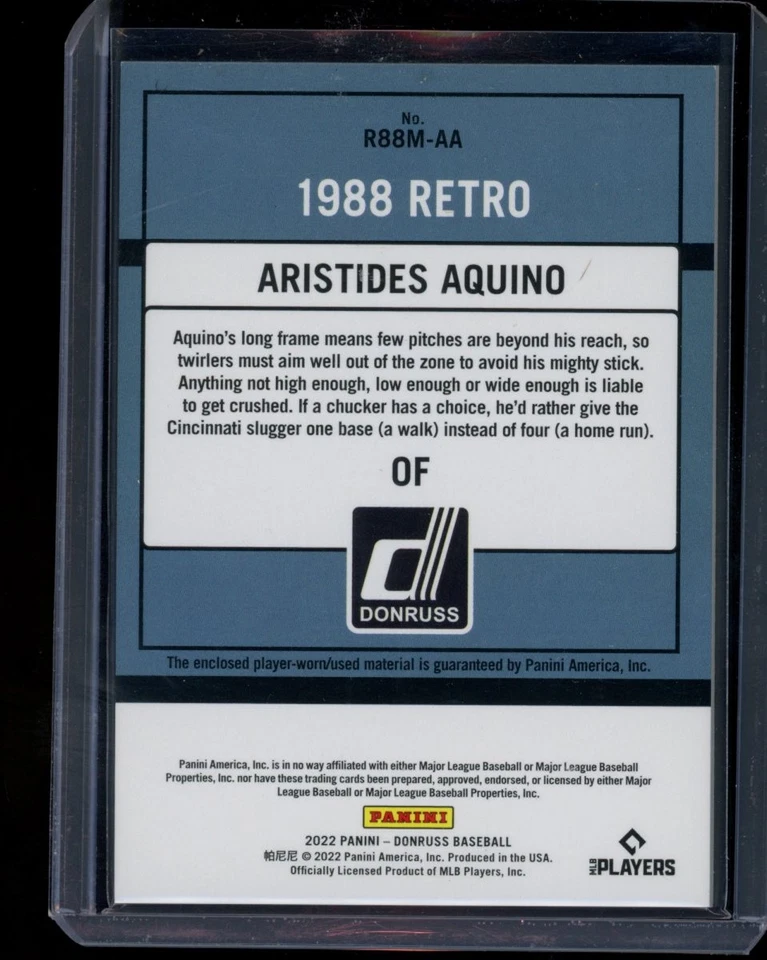 No.
R88M-AA
1988 RETRO
ARISTIDES AQUINO
Aquino's long frame means few pitches are beyond his reach, so
twirlers must aim well out of the zone to avoid his mighty stick.
Anything not high enough, low enough or wide enough is liable
to get crushed. If a chucker has a choice, he'd rather give the
Cincinnati slugger one base (a walk) instead of four (a home run).
OF
d
DONRUSS
The enclosed player-worn/used material is guaranteed by Panini America, Inc.
Panini America, Inc. is in no way affiliated with either Major League Baseball or Major League Baseball
Properties, Inc. nor have these trading cards been prepared, approved, endorsed, or licensed by either Major
League Baseball or Major League Baseball Properties, Inc.
PANINI
2022 PANINI – DONRUSS BASEBALL
帕尼尼 © 2022 Panini America, Inc. Produced in the USA.
Officially Licensed Product of MLB Players, Inc.
MLB PLAYERS